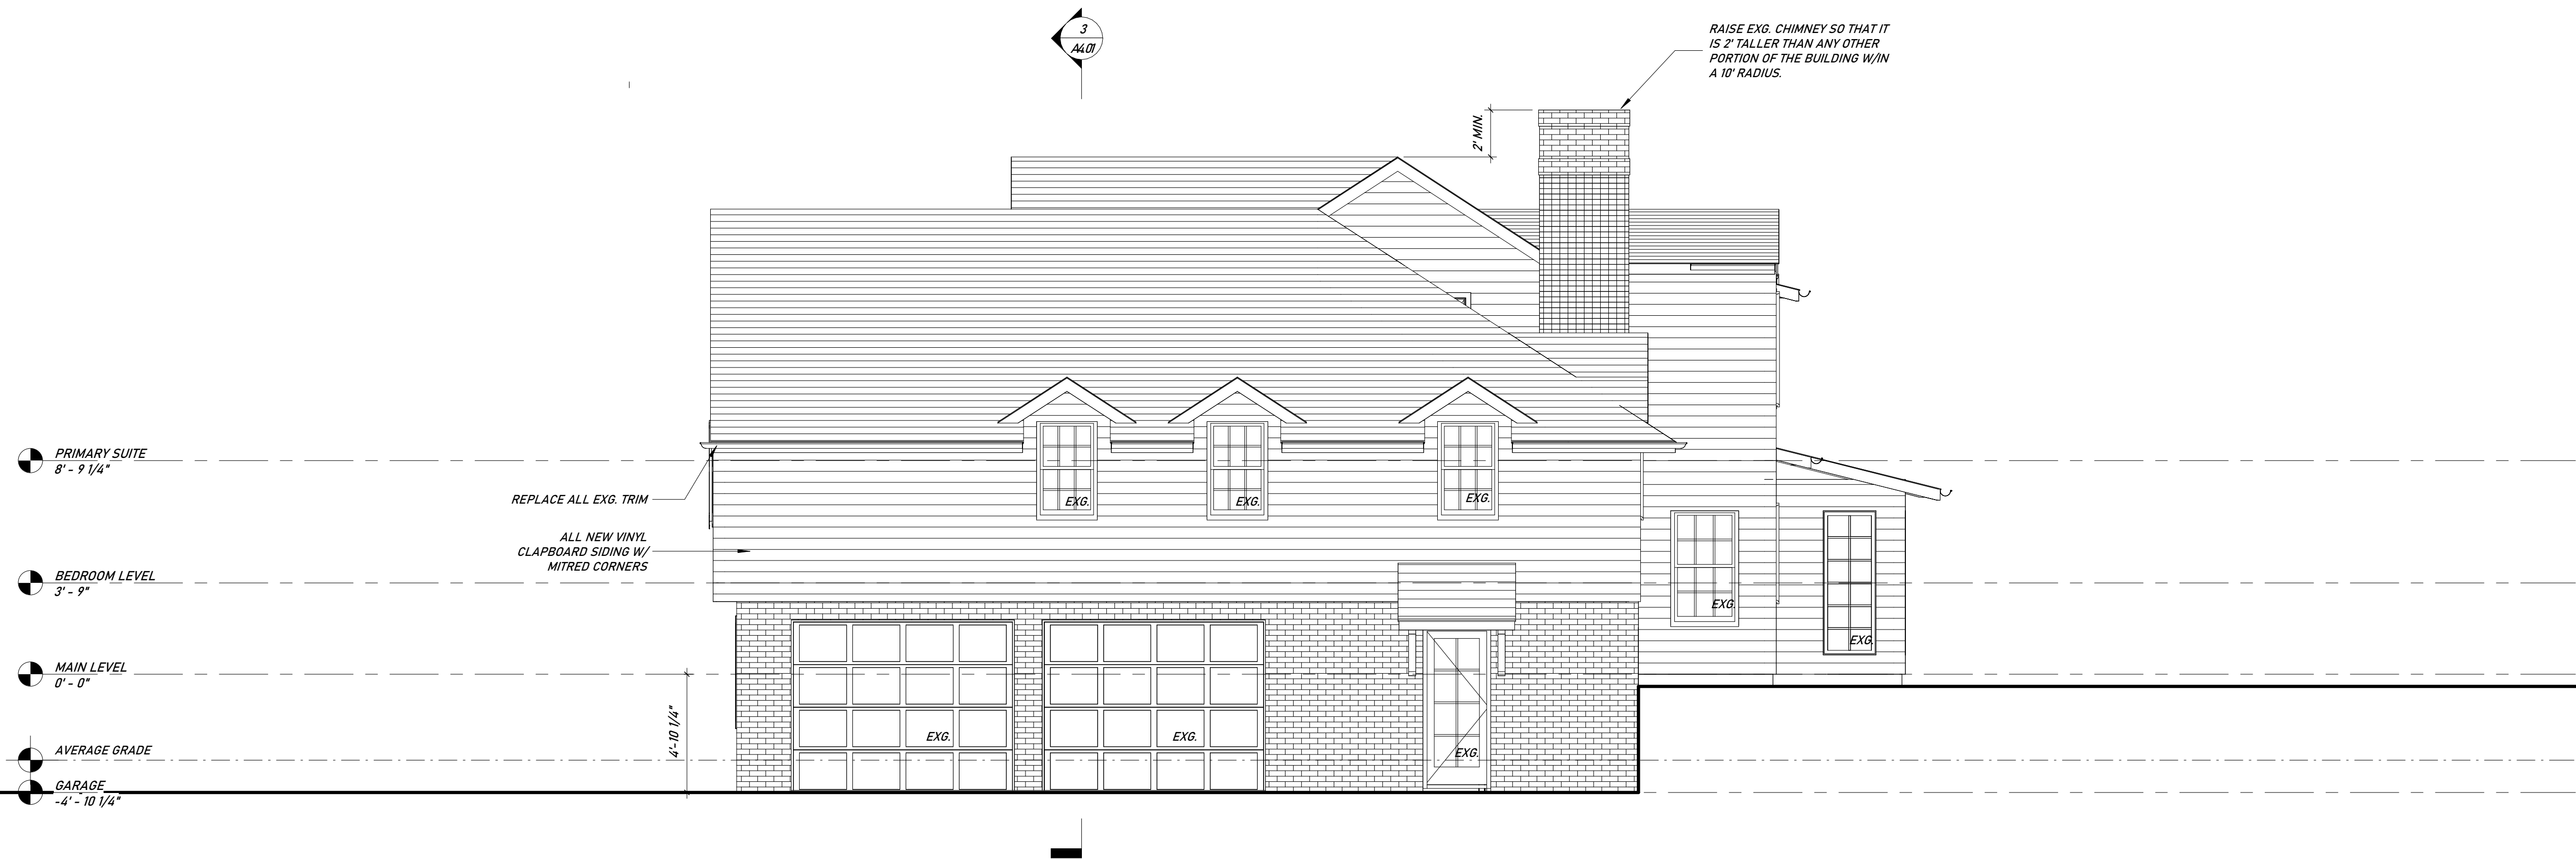 3
A4.01
RAISE EXG. CHIMNEY SO THAT IT
IS 2' TALLER THAN ANY OTHER
PORTION OF THE BUILDING W/IN
A 10' RADIUS.
2' MIN.
PRIMARY SUITE
8' - 9 1/4"
REPLACE ALL EXG. TRIM
EXG.
EXG.
EXG.
ALL NEW VINYL
CLAPBOARD SIDING W/
MITRED CORNERS
BEDROOM LEVEL
3' - 9"
EXG.
EXG.
MAIN LEVEL
0' - 0"
4'-10 1/4"
EXG.
EXG.
EXG.
AVERAGE GRADE
GARAGE
-4' - 10 1/4"